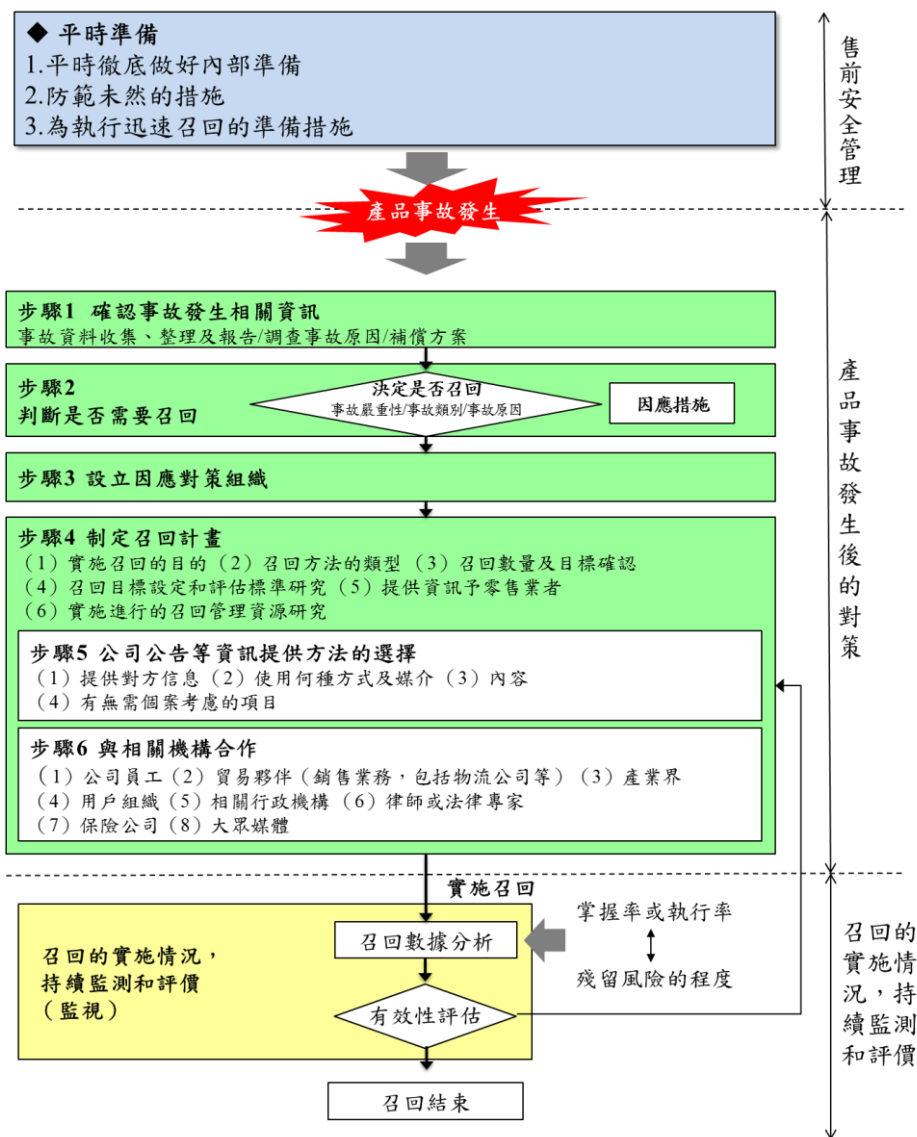 ◆ 平時準備
1.平時徹底做好內部準備
2.防範未然的措施
3.為執行迅速召回的準備措施
售前安全管理
產品事故發生
步驟1 確認事故發生相關資訊
事故資料收集、整理及報告/調查事故原因/補償方案
步驟2
判斷是否需要召回
決定是否召回
事故嚴重性/事故類別/事故原因
因應措施
步驟3 設立因應對策組織
步驟4 制定召回計畫
（1）實施召回的目的（2）召回方法的類型（3）召回數量及目標確認
（4）召回目標設定和評估標準研究（5）提供資訊予零售業者
（6）實施進行的召回管理資源研究
步驟5 公司公告等資訊提供方法的選擇
（1）提供對方信息（2）使用何種方式及媒介（3）內容
（4）有無需個案考慮的項目
步驟6 與相關機構合作
（1）公司員工（2）貿易夥伴（銷售業務，包括物流公司等）（3）產業界
（4）用戶組織（5）相關行政機構（6）律師或法律專家
（7）保險公司（8）大眾媒體
產品事故發生後的對策
實施召回
召回的實施情況，
持續監測和評價
（監視）
召回數據分析
掌握率或執行率
殘留風險的程度
有效性評估
召回結束
召回的
實施情
況，持
續監測
和評價